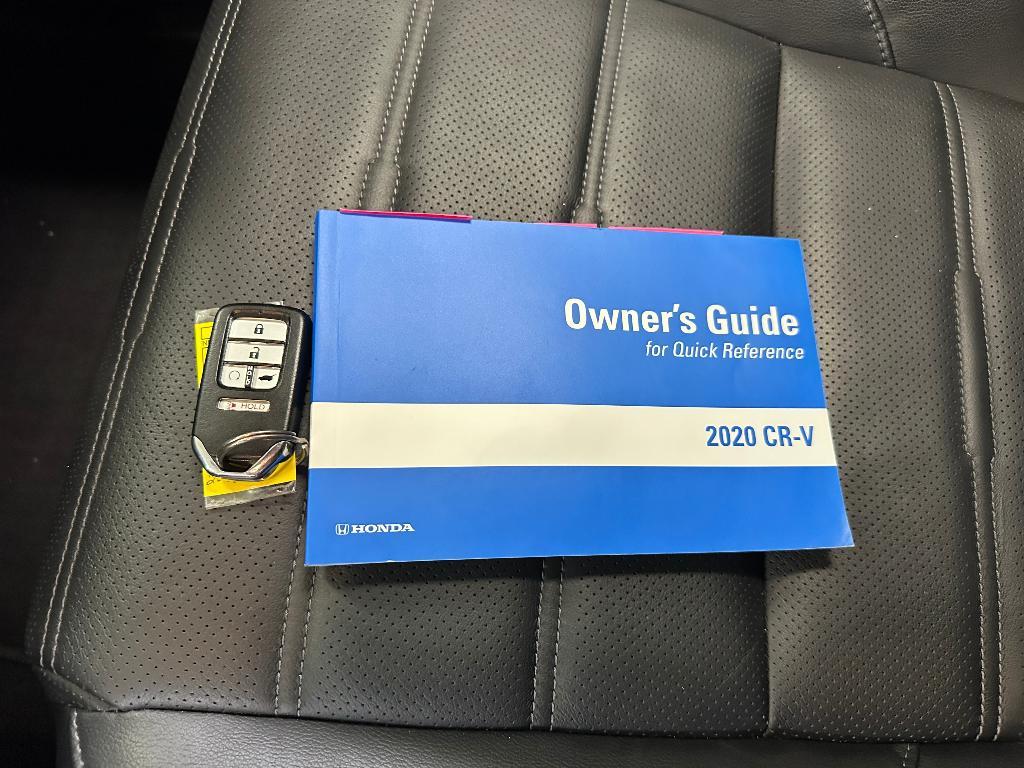 Owner's Guide
for Quick Reference
2020 CR-V
HONDA
HOLD